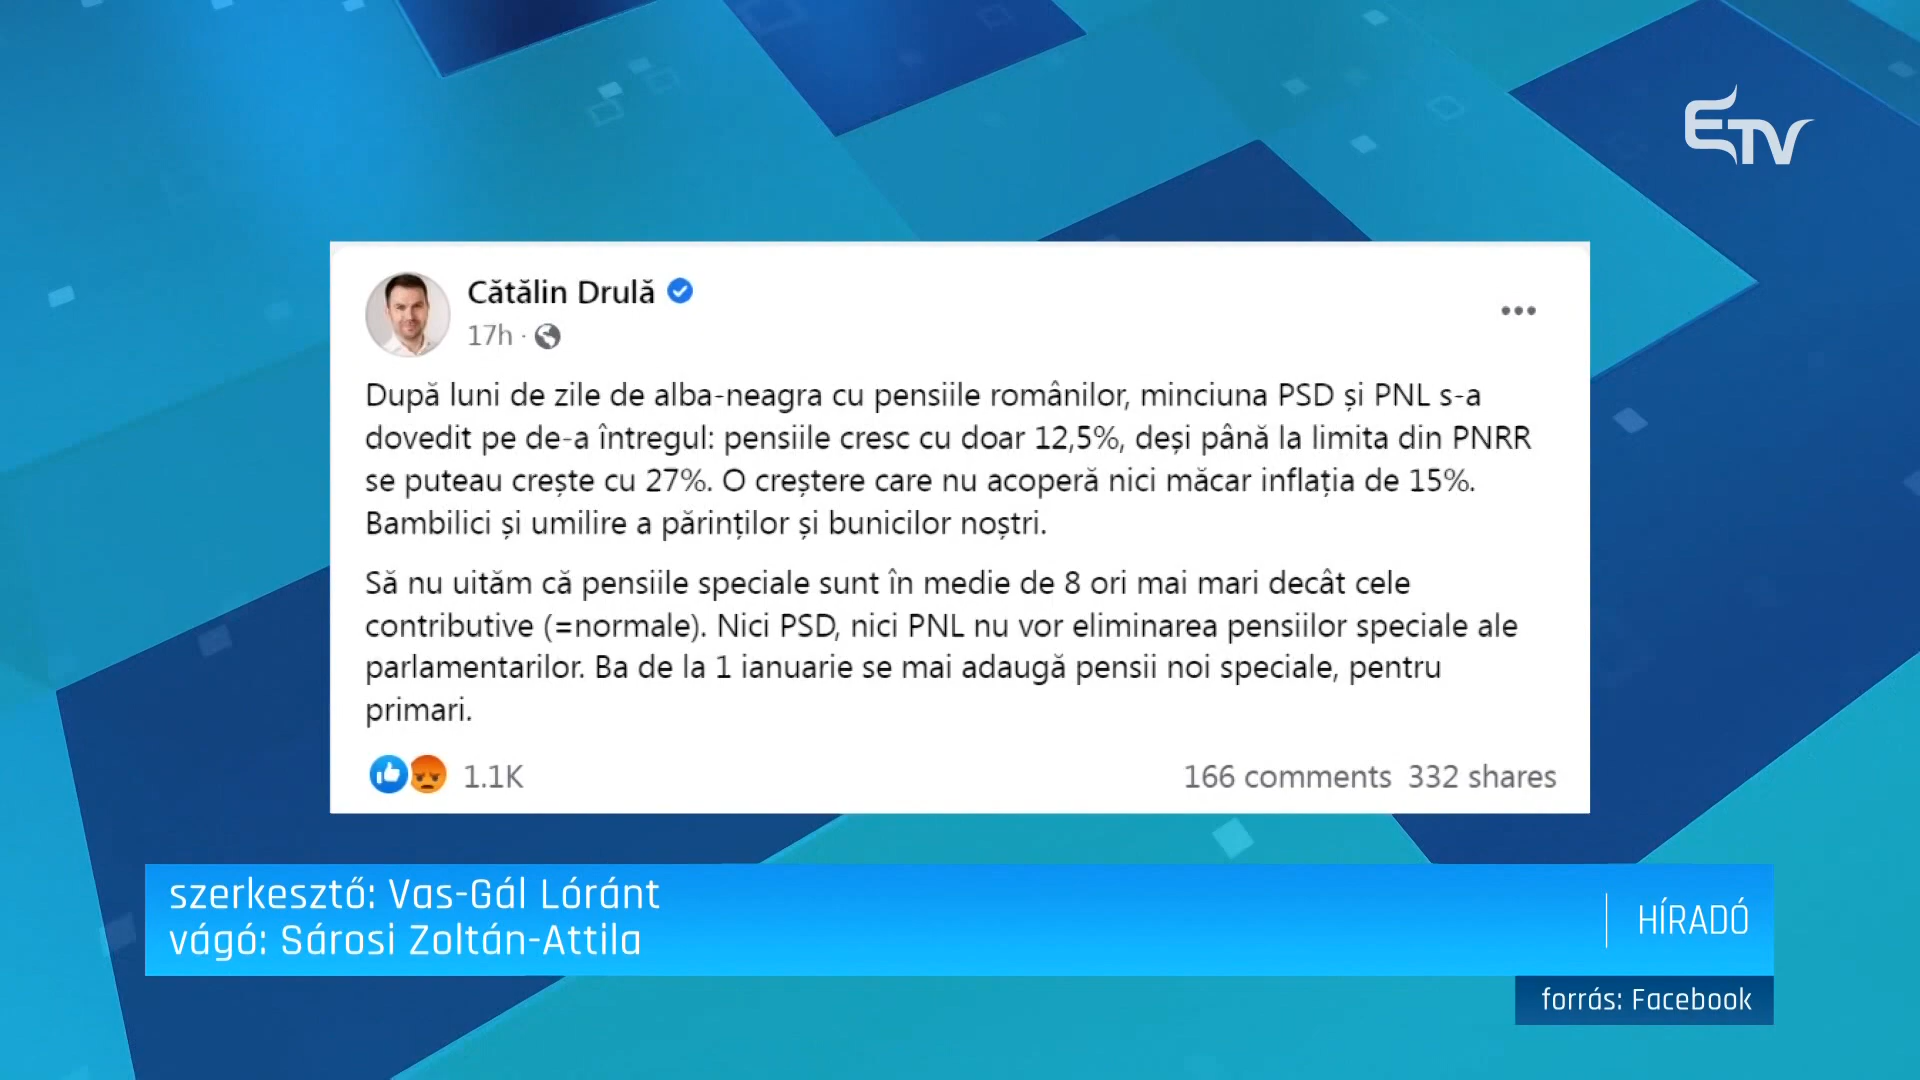 ETV
Cătălin Drulă
17h ·
După luni de zile de alba-neagra cu pensiile românilor, minciuna PSD și PNL s-a
dovedit pe de-a întregul: pensiile cresc cu doar 12,5%, deși până la limita din PNRR
se puteau crește cu 27%. O creștere care nu acoperă nici măcar inflația de 15%.
Bambilici și umilire a părinților și bunicilor noștri.
Să nu uităm că pensiile speciale sunt în medie de 8 ori mai mari decât cele
contributive (=normale). Nici PSD, nici PNL nu vor eliminarea pensiilor speciale ale
parlamentarilor. Ba de la 1 ianuarie se mai adaugă pensii noi speciale, pentru
primari.
1.1K 166 comments 332 shares
szerkesztő: Vas-Gál Lóránt
vágó: Sárosi Zoltán-Attila
HÍRADÓ
forrás: Facebook